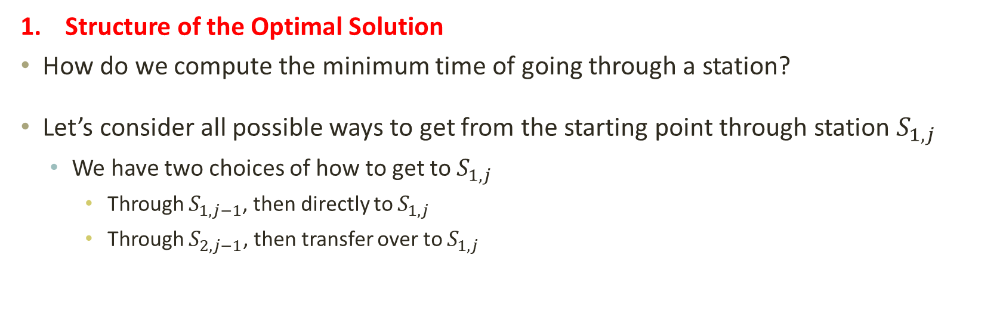 1. Structure of the Optimal Solution
• How do we compute the minimum time of going through a station?
• Let’s consider all possible ways to get from the starting point through station $S_{1,j}$
• We have two choices of how to get to $S_{1,j}$
• Through $S_{1,j-1}$, then directly to $S_{1,j}$
• Through $S_{2,j-1}$, then transfer over to $S_{1,j}$